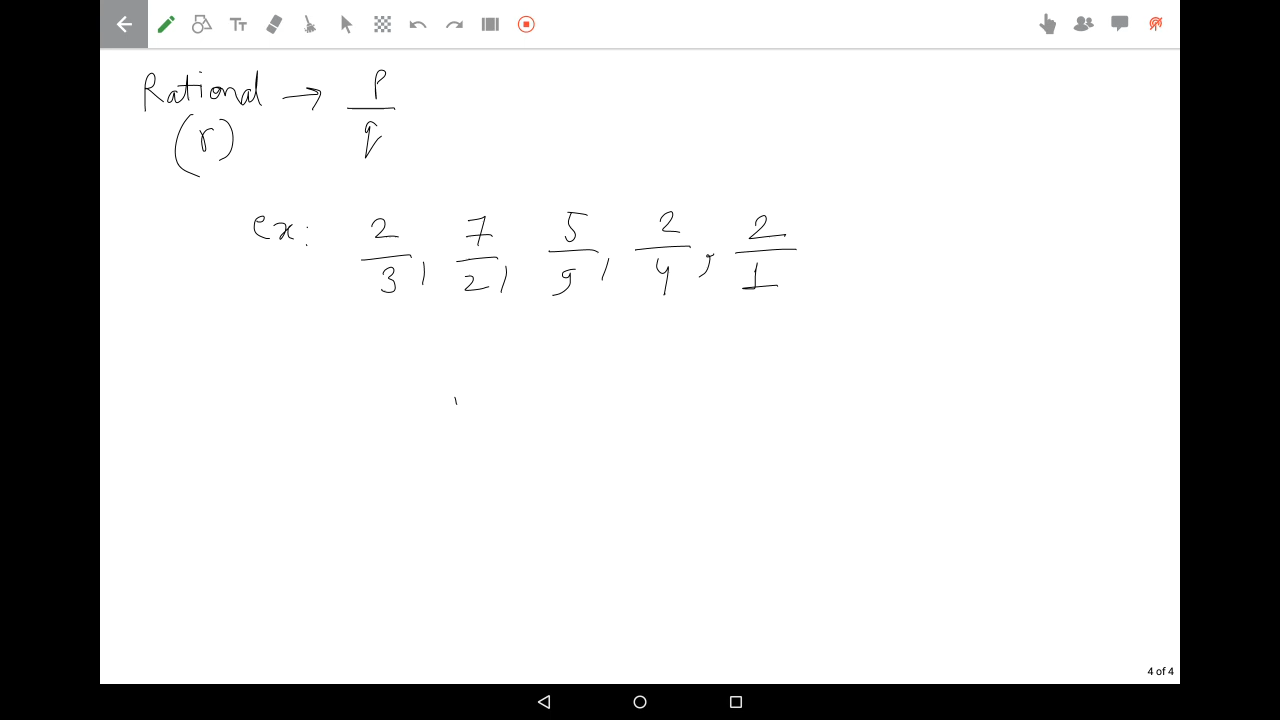 Rational → p/q
(r)
ex: 2/3, 7/2, 5/9, 2/4, 2/1
4 of 4